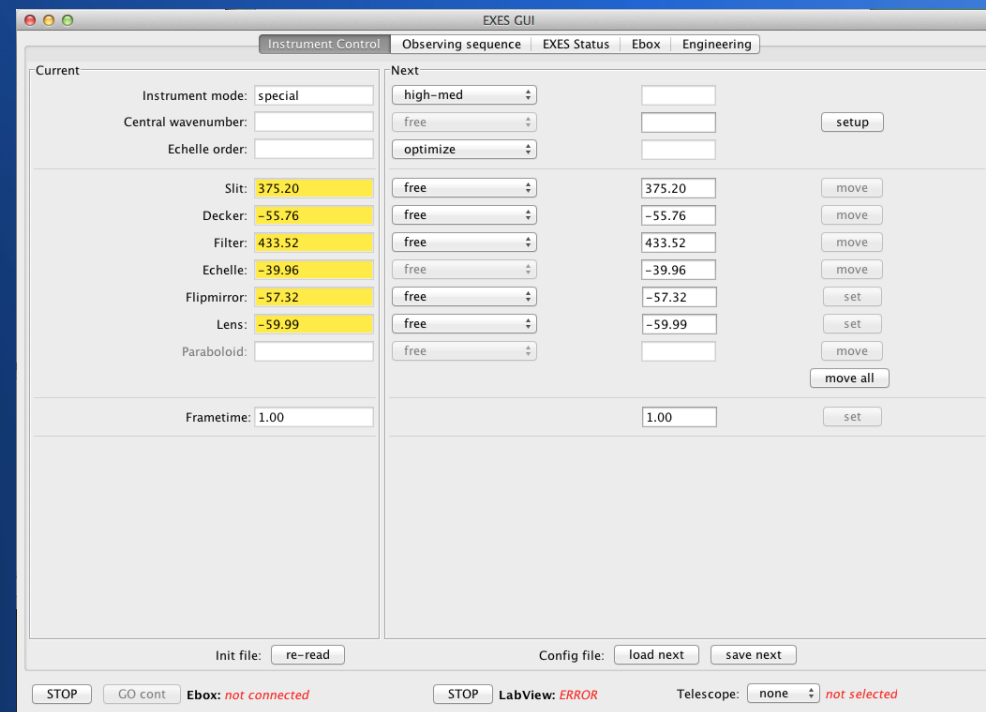 EXES GUI
Instrument Control Observing sequence EXES Status Ebox Engineering
Current Next
Instrument mode: special high-med
Central wavenumber: free setup
Echelle order: optimize
Slit: 375.20 free 375.20 move
Decker: -55.76 free -55.76 move
Filter: 433.52 free 433.52 move
Echelle: -39.96 free -39.96 move
Flipmirror: -57.32 free -57.32 set
Lens: -59.99 free -59.99 set
Paraboloid: free move
move all
Frametime: 1.00 1.00 set
Init file: re-read Config file: load next save next
STOP GO cont Ebox: not connected STOP LabView: ERROR Telescope: none not selected